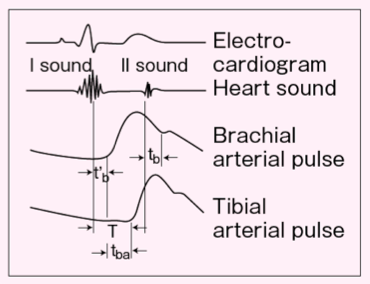 Electro-
cardiogram
I sound II sound
Heart sound
Brachial
arterial pulse
tb
t'b
Tibial
arterial pulse
T
tba